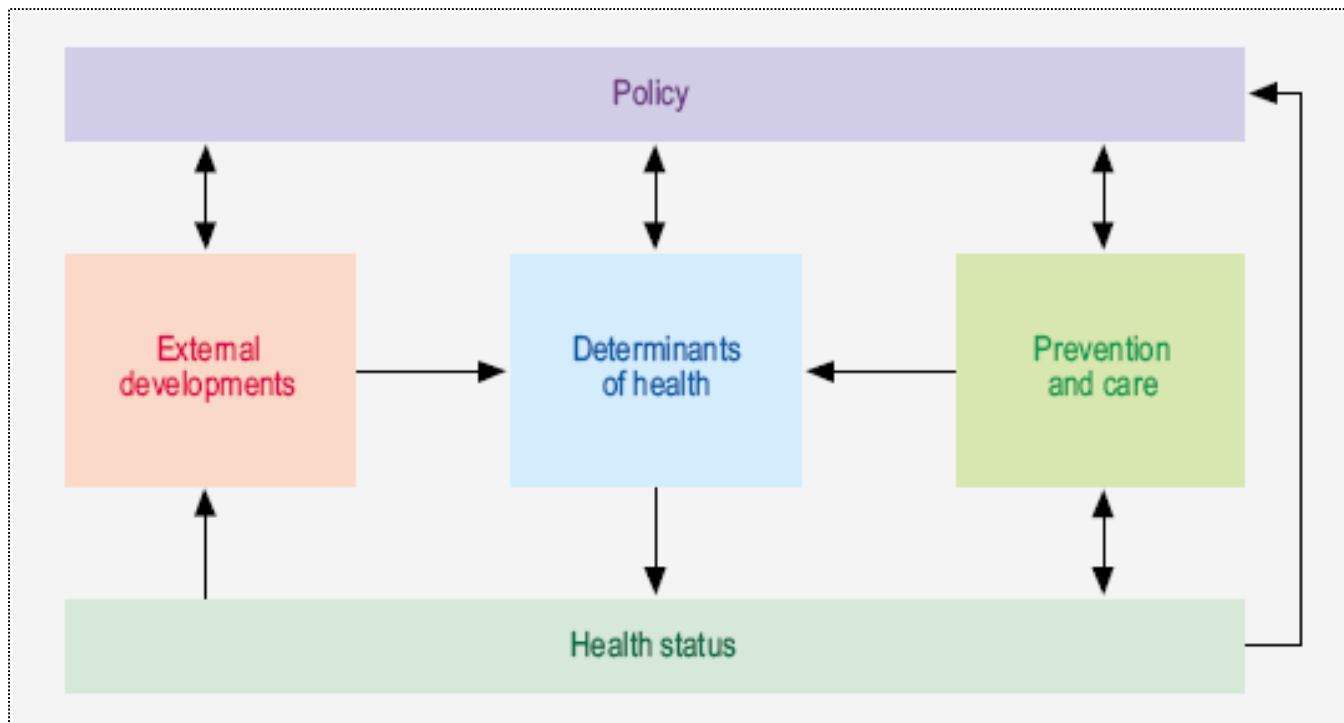 Policy
External
developments
Determinants
of health
Prevention
and care
Health status